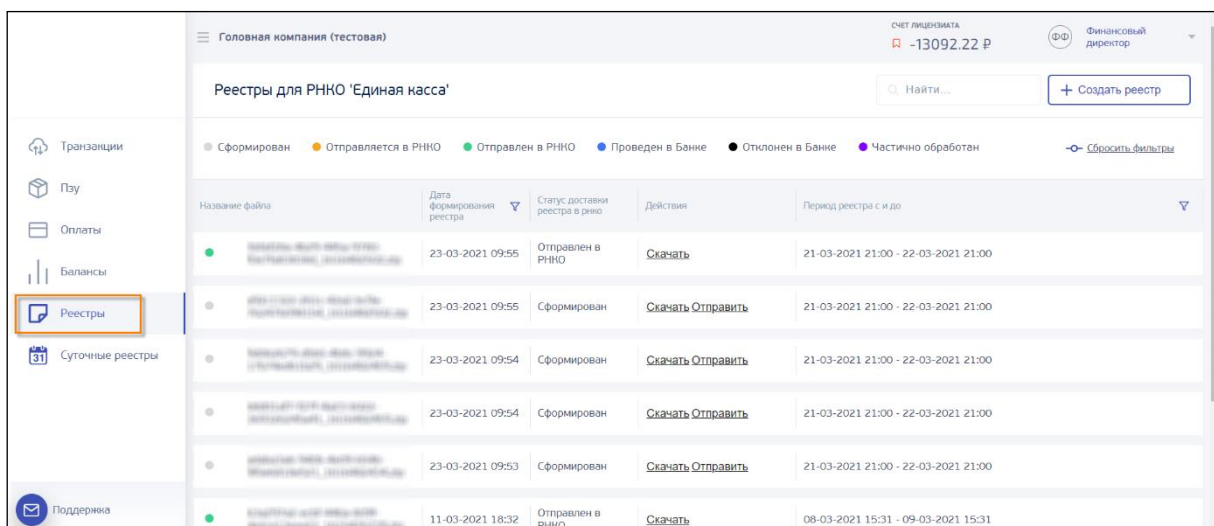 Головная компания (тестовая)
СЧЕТ ЛИЦЕНЗИАТА
-13092.22 ₽
ФФ
Финансовый
директор
Реестры для РНКО 'Единая касса'
Найти...
+ Создать реестр
Транзакции
Пзу
Оплаты
Балансы
Реестры
31 Суточные реестры
Поддержка
Сформирован Отправляется в РНКО Отправлен в РНКО Проведен в Банке Отклонен в Банке Частично обработан Сбросить фильтры
Название файла
Дата
формирования
реестра
Статус доставки
реестра в рнко
Действия
Период реестра с и до
23-03-2021 09:55
Отправлен в
РНКО
Скачать
21-03-2021 21:00 - 22-03-2021 21:00
23-03-2021 09:55 Сформирован Скачать Отправить 21-03-2021 21:00 - 22-03-2021 21:00
23-03-2021 09:54 Сформирован Скачать Отправить 21-03-2021 21:00 - 22-03-2021 21:00
23-03-2021 09:54 Сформирован Скачать Отправить 21-03-2021 21:00 - 22-03-2021 21:00
23-03-2021 09:53 Сформирован Скачать Отправить 21-03-2021 21:00 - 22-03-2021 21:00
11-03-2021 18:32
Отправлен в
РНКО
Скачать
08-03-2021 15:31 - 09-03-2021 15:31